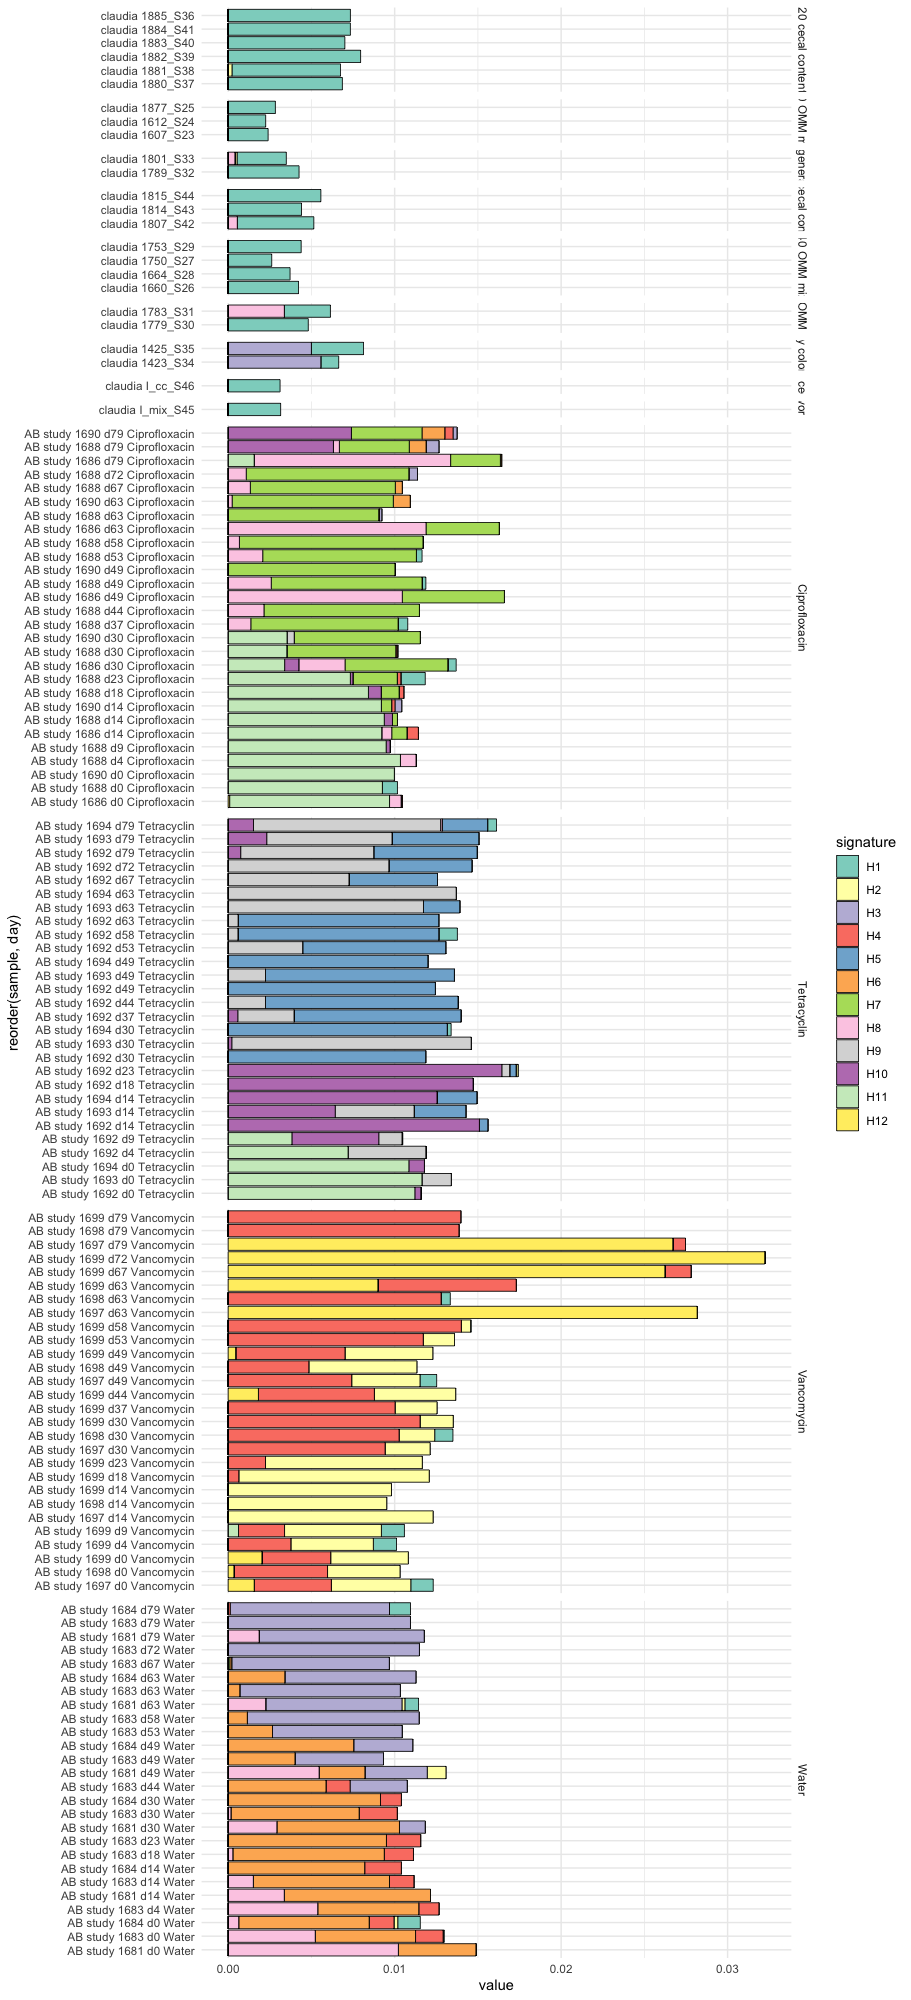 claudia 1885_S36
claudia 1884_S41
claudia 1883_S40
claudia 1882_S39
claudia 1881_S38
claudia 1880_S37
20 cecal content
claudia 1877_S25
claudia 1612_S24
claudia 1607_S23
OMM
claudia 1801_S33
claudia 1789_S32
gener
claudia 1815_S44
claudia 1814_S43
claudia 1807_S42
ecal con
claudia 1753_S29
claudia 1750_S27
claudia 1664_S28
claudia 1660_S26
OMM mi
claudia 1783_S31
claudia 1779_S30
OMM
claudia 1425_S35
claudia 1423_S34
y colo
claudia I_cc_S46
ce
claudia I_mix_S45
AB study 1690 d79 Ciprofloxacin
AB study 1688 d79 Ciprofloxacin
AB study 1686 d79 Ciprofloxacin
AB study 1688 d72 Ciprofloxacin
AB study 1688 d67 Ciprofloxacin
AB study 1690 d63 Ciprofloxacin
AB study 1688 d63 Ciprofloxacin
AB study 1686 d63 Ciprofloxacin
AB study 1688 d58 Ciprofloxacin
AB study 1688 d53 Ciprofloxacin
AB study 1690 d49 Ciprofloxacin
AB study 1688 d49 Ciprofloxacin
AB study 1686 d49 Ciprofloxacin
AB study 1688 d44 Ciprofloxacin
AB study 1688 d37 Ciprofloxacin
AB study 1690 d30 Ciprofloxacin
AB study 1688 d30 Ciprofloxacin
AB study 1686 d30 Ciprofloxacin
AB study 1688 d23 Ciprofloxacin
AB study 1688 d18 Ciprofloxacin
AB study 1690 d14 Ciprofloxacin
AB study 1688 d14 Ciprofloxacin
AB study 1686 d14 Ciprofloxacin
AB study 1688 d9 Ciprofloxacin
AB study 1688 d4 Ciprofloxacin
AB study 1690 d0 Ciprofloxacin
AB study 1688 d0 Ciprofloxacin
AB study 1686 d0 Ciprofloxacin
Ciprofloxacin
AB study 1694 d79 Tetracyclin
AB study 1693 d79 Tetracyclin
AB study 1692 d79 Tetracyclin
AB study 1692 d72 Tetracyclin
AB study 1692 d67 Tetracyclin
AB study 1694 d63 Tetracyclin
AB study 1693 d63 Tetracyclin
AB study 1692 d63 Tetracyclin
AB study 1692 d58 Tetracyclin
AB study 1692 d53 Tetracyclin
AB study 1694 d49 Tetracyclin
AB study 1693 d49 Tetracyclin
AB study 1692 d49 Tetracyclin
AB study 1692 d44 Tetracyclin
AB study 1692 d37 Tetracyclin
AB study 1694 d30 Tetracyclin
AB study 1693 d30 Tetracyclin
AB study 1692 d30 Tetracyclin
AB study 1692 d23 Tetracyclin
AB study 1692 d18 Tetracyclin
AB study 1694 d14 Tetracyclin
AB study 1693 d14 Tetracyclin
AB study 1692 d14 Tetracyclin
AB study 1692 d9 Tetracyclin
AB study 1692 d4 Tetracyclin
AB study 1694 d0 Tetracyclin
AB study 1693 d0 Tetracyclin
AB study 1692 d0 Tetracyclin
Tetracyclin
AB study 1699 d79 Vancomycin
AB study 1698 d79 Vancomycin
AB study 1697 d79 Vancomycin
AB study 1699 d72 Vancomycin
AB study 1699 d67 Vancomycin
AB study 1699 d63 Vancomycin
AB study 1698 d63 Vancomycin
AB study 1697 d63 Vancomycin
AB study 1699 d58 Vancomycin
AB study 1699 d53 Vancomycin
AB study 1699 d49 Vancomycin
AB study 1698 d49 Vancomycin
AB study 1697 d49 Vancomycin
AB study 1699 d44 Vancomycin
AB study 1699 d37 Vancomycin
AB study 1699 d30 Vancomycin
AB study 1698 d30 Vancomycin
AB study 1697 d30 Vancomycin
AB study 1699 d23 Vancomycin
AB study 1699 d18 Vancomycin
AB study 1699 d14 Vancomycin
AB study 1698 d14 Vancomycin
AB study 1697 d14 Vancomycin
AB study 1699 d9 Vancomycin
AB study 1699 d4 Vancomycin
AB study 1699 d0 Vancomycin
AB study 1698 d0 Vancomycin
AB study 1697 d0 Vancomycin
Vancomycin
AB study 1684 d79 Water
AB study 1683 d79 Water
AB study 1681 d79 Water
AB study 1683 d72 Water
AB study 1683 d67 Water
AB study 1684 d63 Water
AB study 1683 d63 Water
AB study 1681 d63 Water
AB study 1683 d58 Water
AB study 1683 d53 Water
AB study 1684 d49 Water
AB study 1683 d49 Water
AB study 1681 d49 Water
AB study 1683 d44 Water
AB study 1684 d30 Water
AB study 1683 d30 Water
AB study 1681 d30 Water
AB study 1683 d23 Water
AB study 1683 d18 Water
AB study 1684 d14 Water
AB study 1683 d14 Water
AB study 1681 d14 Water
AB study 1683 d4 Water
AB study 1684 d0 Water
AB study 1683 d0 Water
AB study 1681 d0 Water
Water
reorder(sample, day)
0.00 0.01 0.02 0.03
value
signature
H1
H2
H3
H4
H5
H6
H7
H8
H9
H10
H11
H12